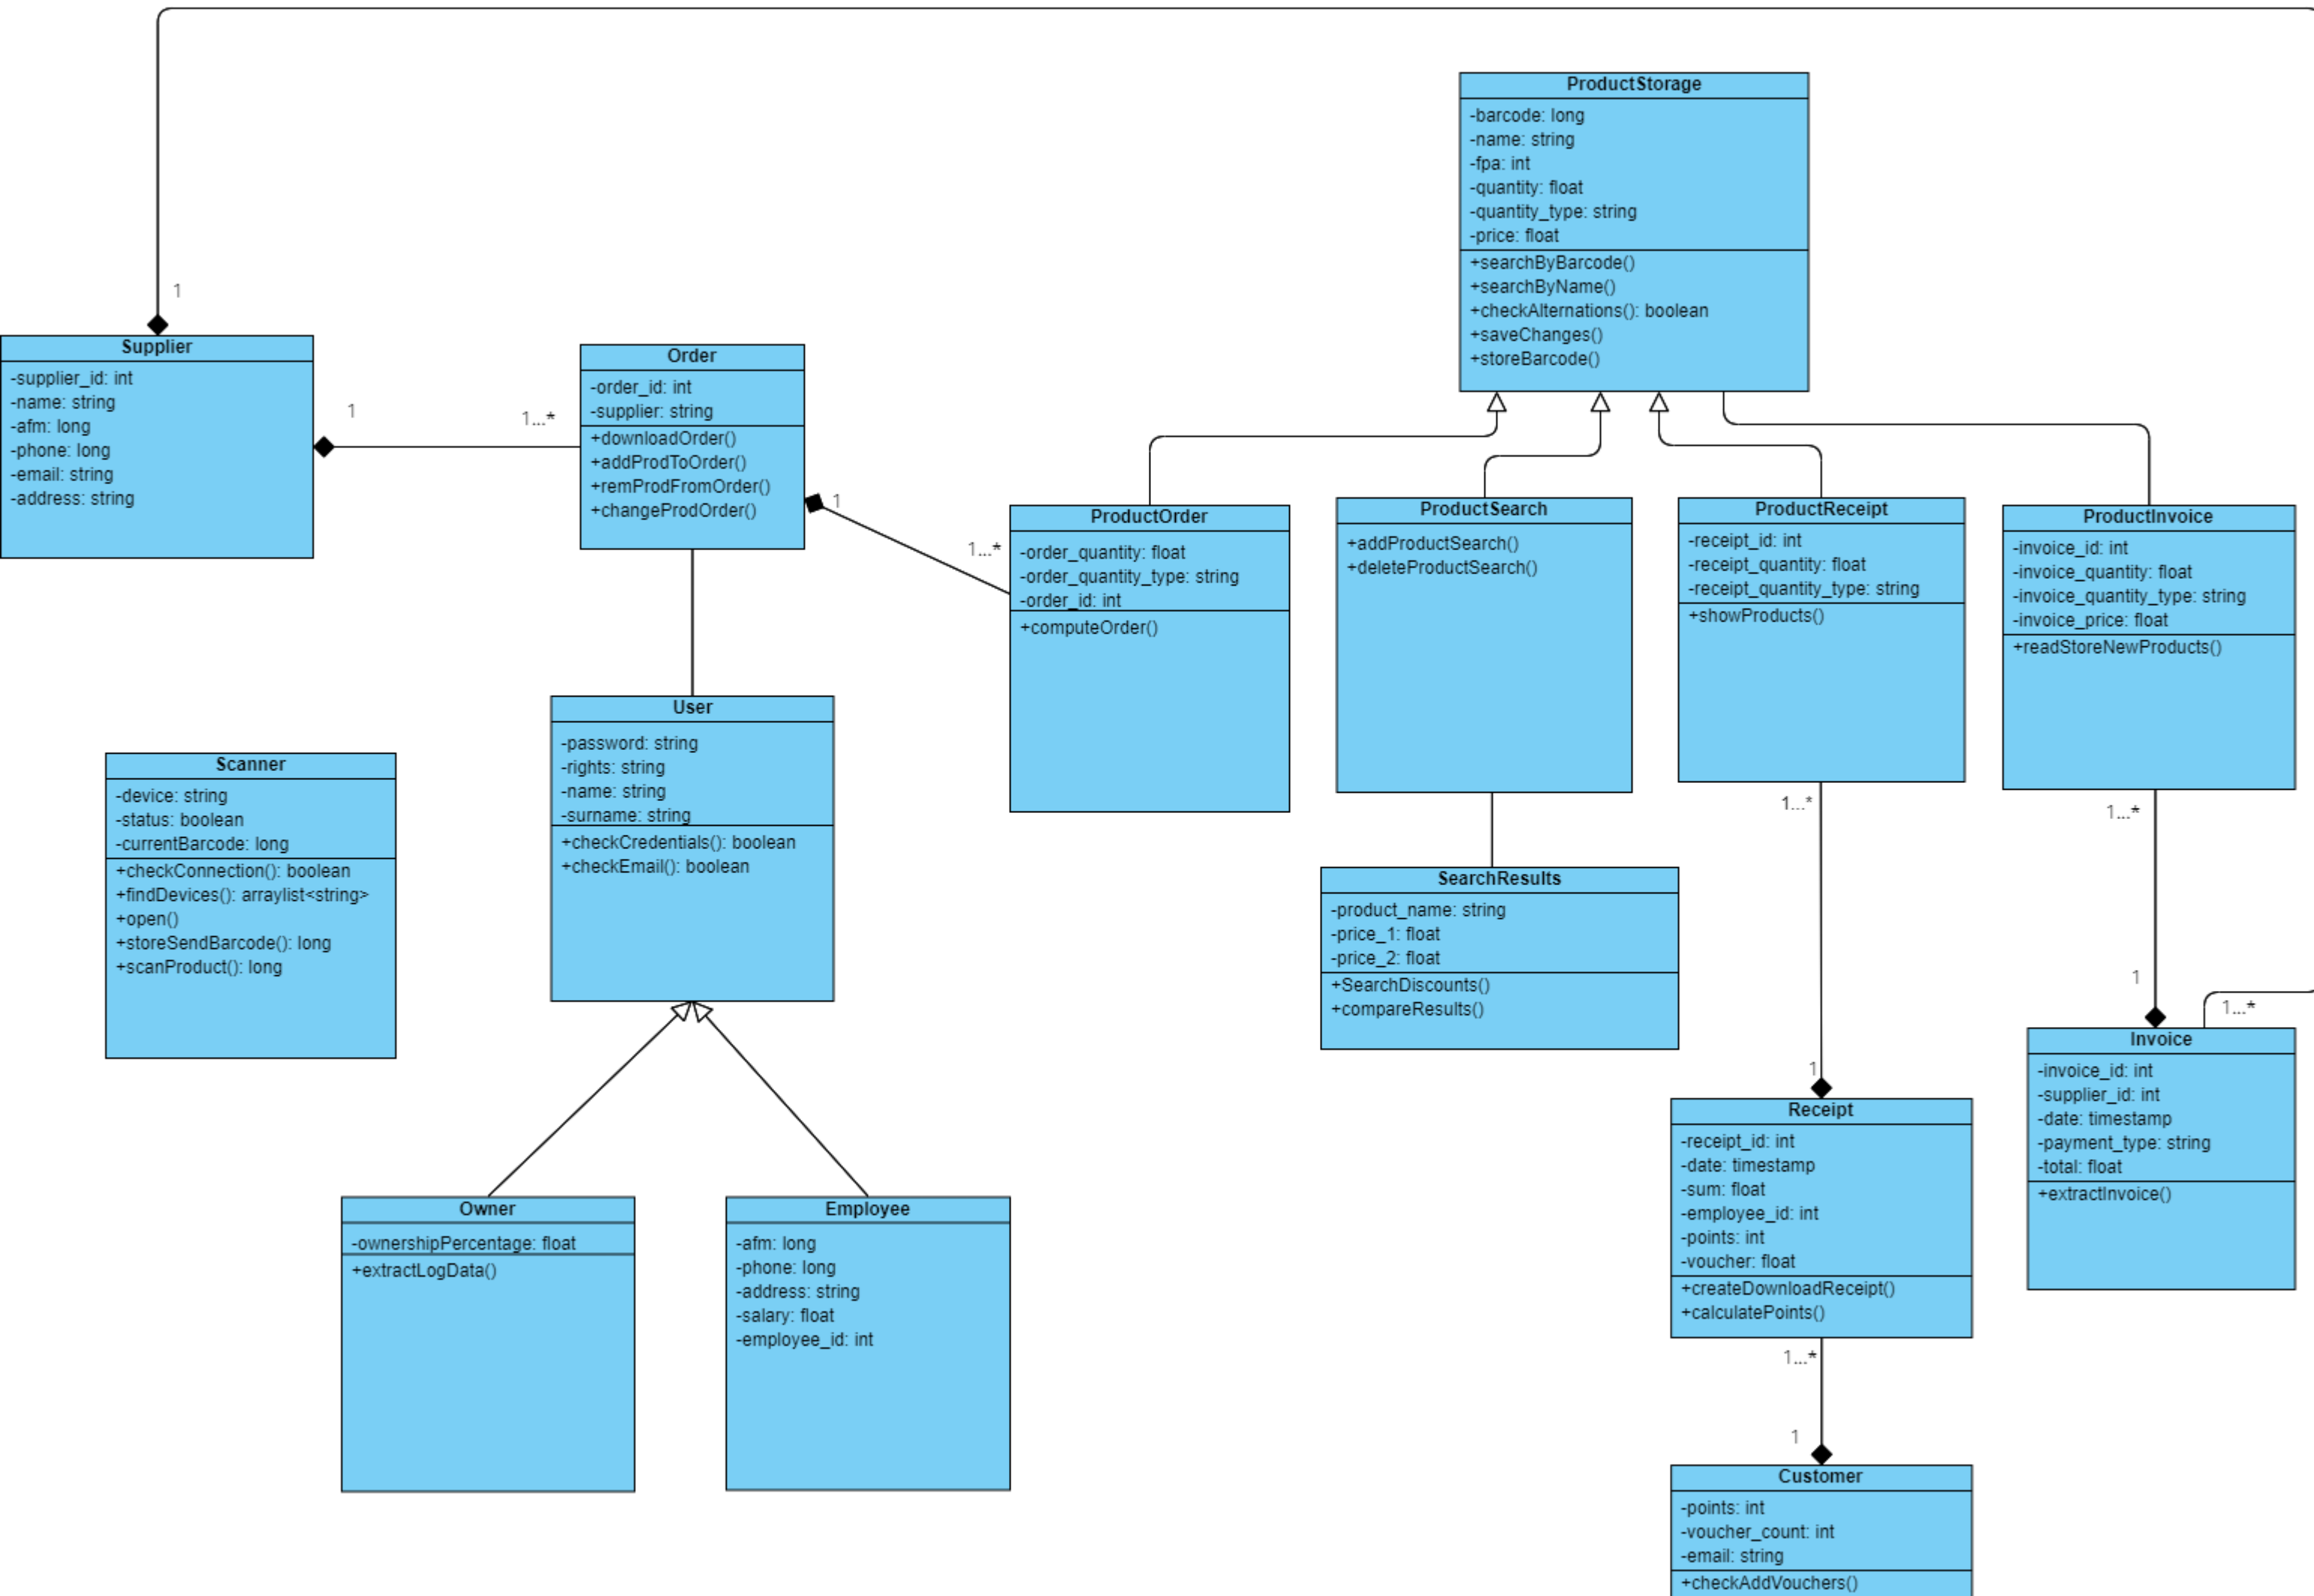 ProductStorage
-barcode: long
-name: string
-fpa: int
-quantity: float
-quantity_type: string
-price: float
+searchByBarcode()
+searchByName()
+checkAlternations(): boolean
+saveChanges()
+storeBarcode()
1
Supplier
-supplier_id: int
-name: string
-afm: long
-phone: long
-email: string
-address: string
1
1...*
Order
-order_id: int
-supplier: string
+downloadOrder()
+addProdToOrder()
+remProdFromOrder()
+changeProdOrder()
1
1...*
ProductOrder
-order_quantity: float
-order_quantity_type: string
-order_id: int
+computeOrder()
ProductSearch
+addProductSearch()
+deleteProductSearch()
ProductReceipt
-receipt_id: int
-receipt_quantity: float
-receipt_quantity_type: string
+showProducts()
ProductInvoice
-invoice_id: int
-invoice_quantity: float
-invoice_quantity_type: string
-invoice_price: float
+readStoreNewProducts()
User
-password: string
-rights: string
-name: string
-surname: string
+checkCredentials(): boolean
+checkEmail(): boolean
Scanner
-device: string
-status: boolean
-currentBarcode: long
+checkConnection(): boolean
+findDevices(): arraylist<string>
+open()
+storeSendBarcode(): long
+scanProduct(): long
1...*
1...*
SearchResults
-product_name: string
-price_1: float
-price_2: float
+SearchDiscounts()
+compareResults()
1
1...*
1
Invoice
-invoice_id: int
-supplier_id: int
-date: timestamp
-payment_type: string
-total: float
+extractInvoice()
Receipt
-receipt_id: int
-date: timestamp
-sum: float
-employee_id: int
-points: int
-voucher: float
+createDownloadReceipt()
+calculatePoints()
Owner
-ownershipPercentage: float
+extractLogData()
Employee
-afm: long
-phone: long
-address: string
-salary: float
-employee_id: int
1...*
1
Customer
-points: int
-voucher_count: int
-email: string
+checkAddVouchers()